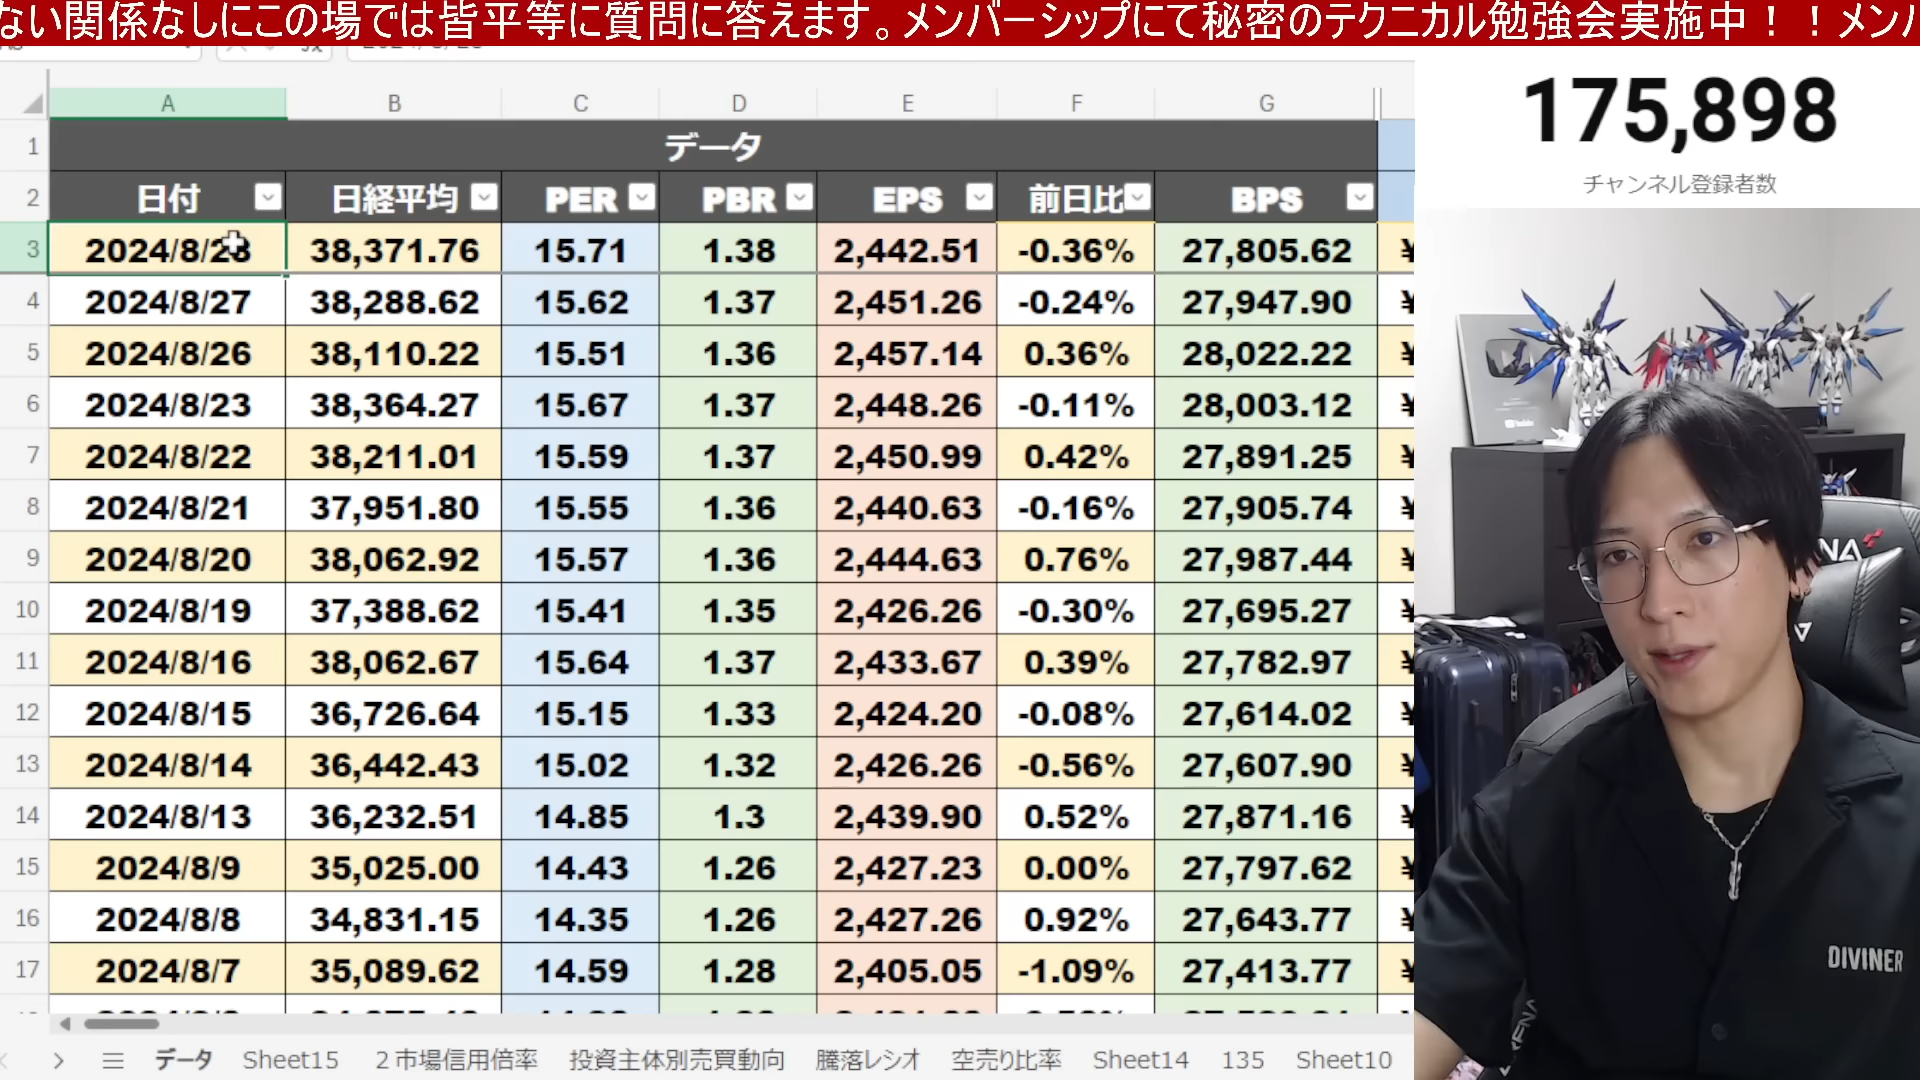 ない関係なしにこの場では皆平等に質問に答えます。メンバーシップにて秘密のテクニカル勉強会実施中！！メンバ
175,898
チャンネル登録者数
A B C D E F G
1 データ
2 日付 日経平均 PER PBR EPS 前日比 BPS
3 2024/8/28 38,371.76 15.71 1.38 2,442.51 -0.36% 27,805.62 ¥
4 2024/8/27 38,288.62 15.62 1.37 2,451.26 -0.24% 27,947.90 ¥
5 2024/8/26 38,110.22 15.51 1.36 2,457.14 0.36% 28,022.22 ¥
6 2024/8/23 38,364.27 15.67 1.37 2,448.26 -0.11% 28,003.12 ¥
7 2024/8/22 38,211.01 15.59 1.37 2,450.99 0.42% 27,891.25 ¥
8 2024/8/21 37,951.80 15.55 1.36 2,440.63 -0.16% 27,905.74 ¥
9 2024/8/20 38,062.92 15.57 1.36 2,444.63 0.76% 27,987.44 ¥
10 2024/8/19 37,388.62 15.41 1.35 2,426.26 -0.30% 27,695.27 ¥
11 2024/8/16 38,062.67 15.64 1.37 2,433.67 0.39% 27,782.97 ¥
12 2024/8/15 36,726.64 15.15 1.33 2,424.20 -0.08% 27,614.02 ¥
13 2024/8/14 36,442.43 15.02 1.32 2,426.26 -0.56% 27,607.90 ¥
14 2024/8/13 36,232.51 14.85 1.3 2,439.90 0.52% 27,871.16 ¥
15 2024/8/9 35,025.00 14.43 1.26 2,427.23 0.00% 27,797.62 ¥
16 2024/8/8 34,831.15 14.35 1.26 2,427.26 0.92% 27,643.77 ¥
17 2024/8/7 35,089.62 14.59 1.28 2,405.05 -1.09% 27,413.77 ¥
データ Sheet15 ２市場信用倍率 投資主体別売買動向 騰落レシオ 空売り比率 Sheet14 135 Sheet10
DIVINER